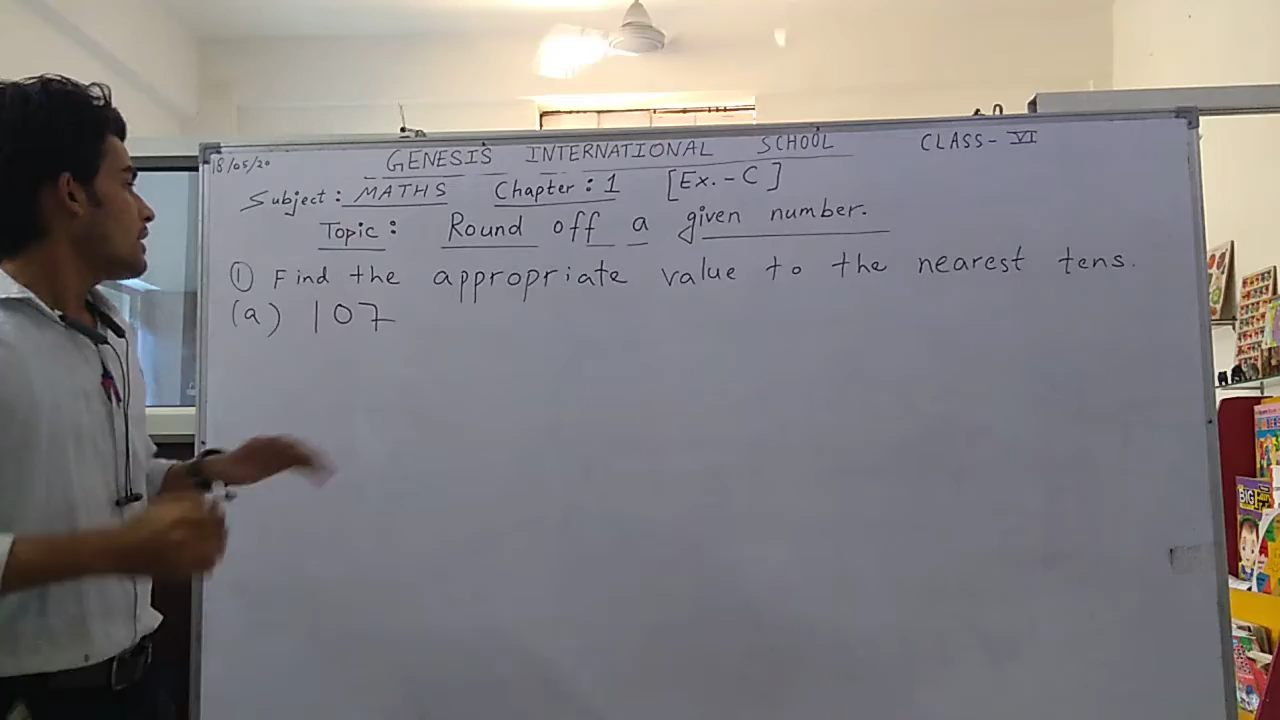 18/05/20 GENESIS INTERNATIONAL SCHOOL CLASS- VI
Subject: MATHS Chapter: 1 [Ex.-C]
Topic: Round off a given number.
① Find the appropriate value to the nearest tens.
(a) 107
BIG